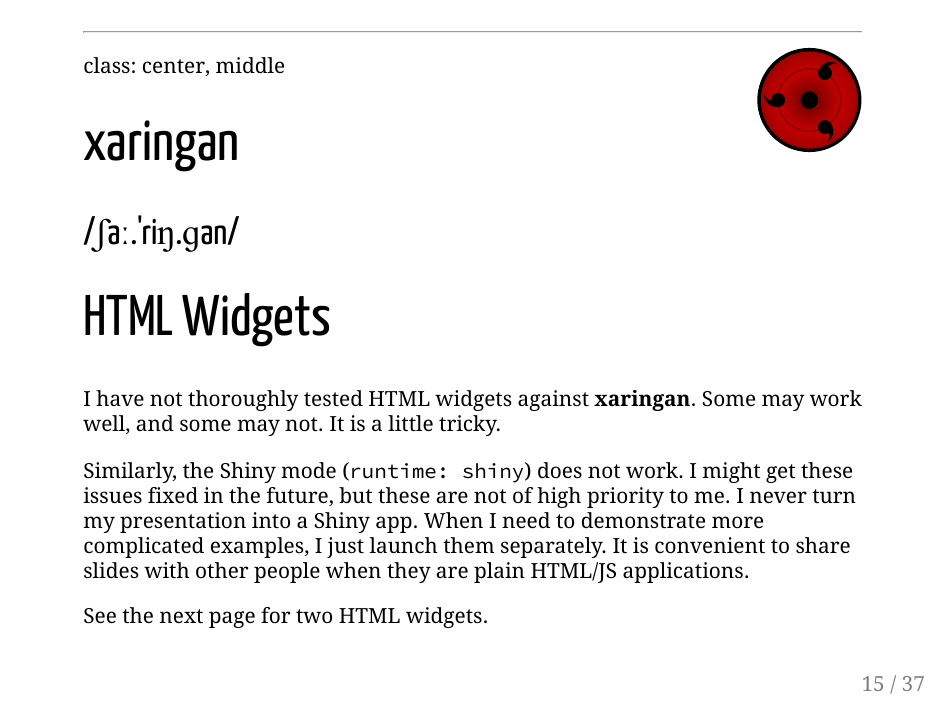 class: center, middle
xaringan
/ʃaː.ˈriŋ.ɡan/
HTML Widgets
I have not thoroughly tested HTML widgets against xaringan. Some may work
well, and some may not. It is a little tricky.
Similarly, the Shiny mode (runtime: shiny) does not work. I might get these
issues fixed in the future, but these are not of high priority to me. I never turn
my presentation into a Shiny app. When I need to demonstrate more
complicated examples, I just launch them separately. It is convenient to share
slides with other people when they are plain HTML/JS applications.
See the next page for two HTML widgets.
15 / 37